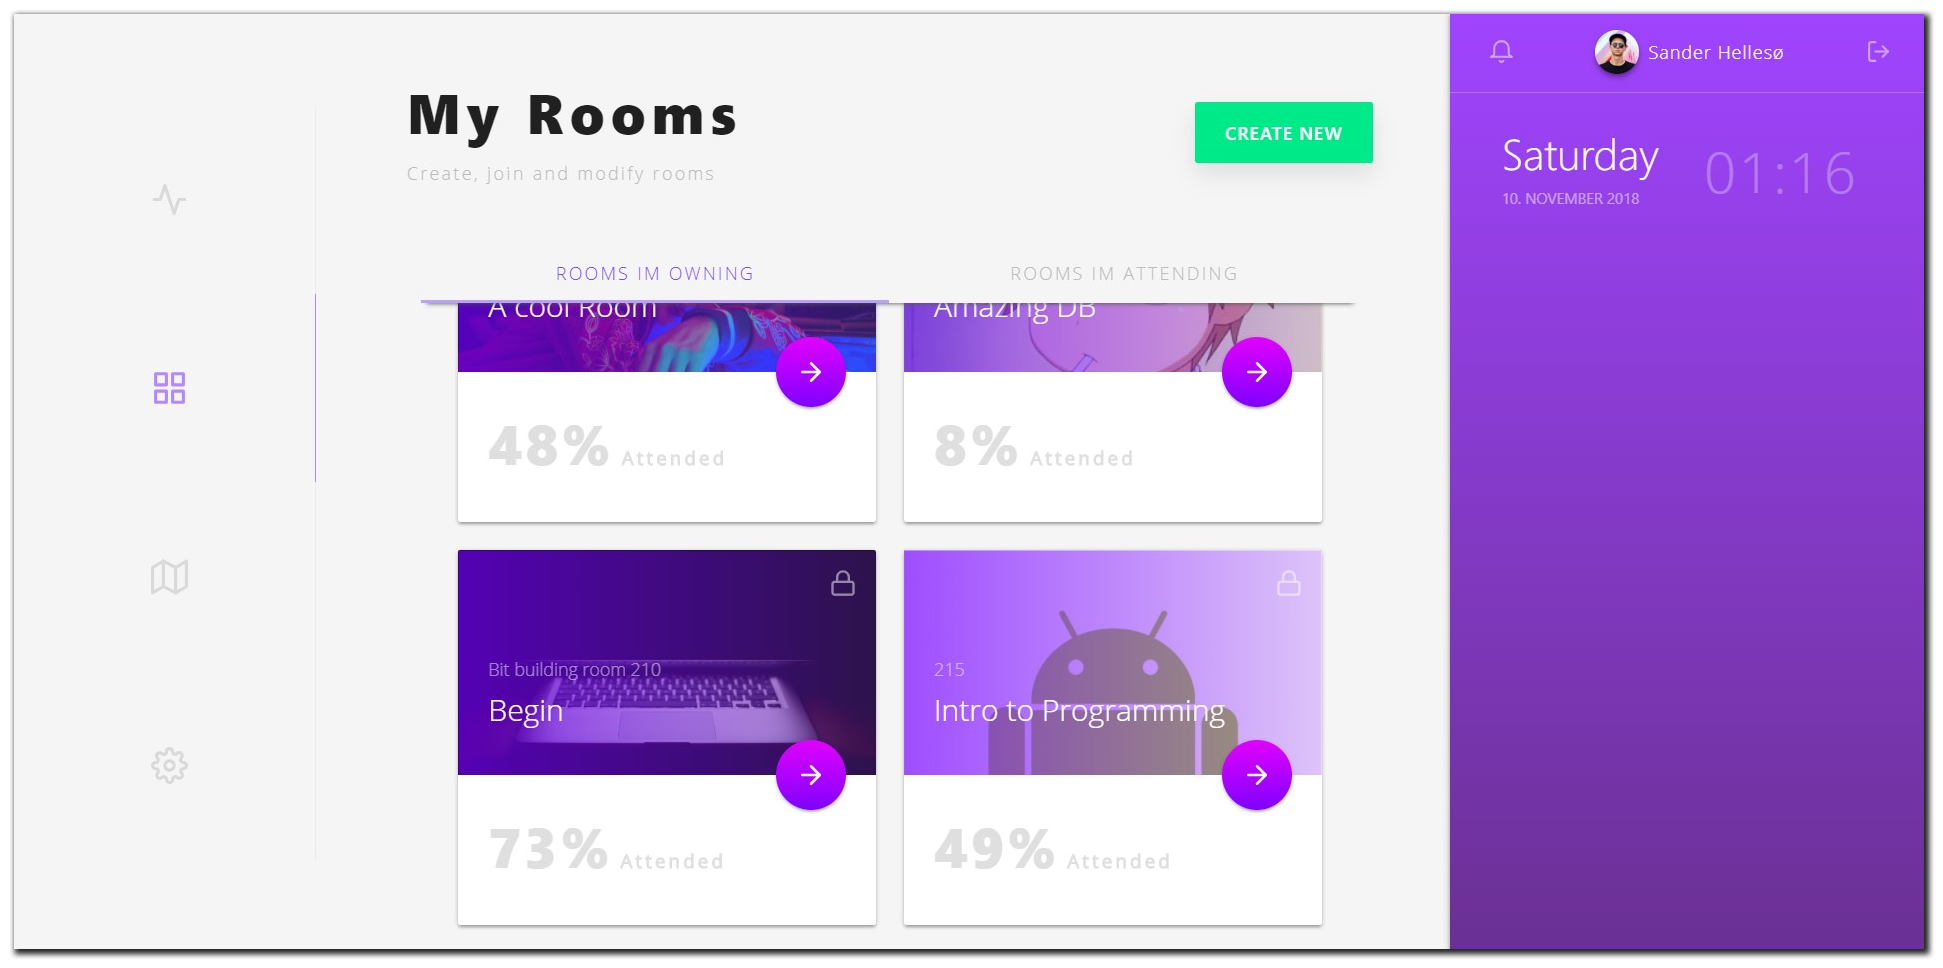 My Rooms
Create, join and modify rooms
CREATE NEW
ROOMS IM OWNING
ROOMS IM ATTENDING
A cool Room
48% Attended
Amazing DB
8% Attended
Bit building room 210
Begin
73% Attended
215
Intro to Programming
49% Attended
Sander Hellesø
Saturday
10. NOVEMBER 2018
01:16